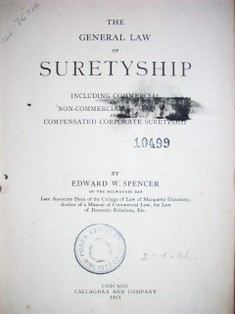 THE
GENERAL LAW
OF
SURETYSHIP
INCLUDING COMMERCIAL
NON-COMMERCIAL
COMPENSATED CORPORATE SURETYSHIP
10499
BY
EDWARD W. SPENCER
OF THE MILWAUKEE BAR
Late Associate Dean of the College of Law of Marquette University,
Author of a Manual of Commercial Law, the Law
of Domestic Relations, Etc.
CHICAGO
CALLAGHAN AND COMPANY
1913